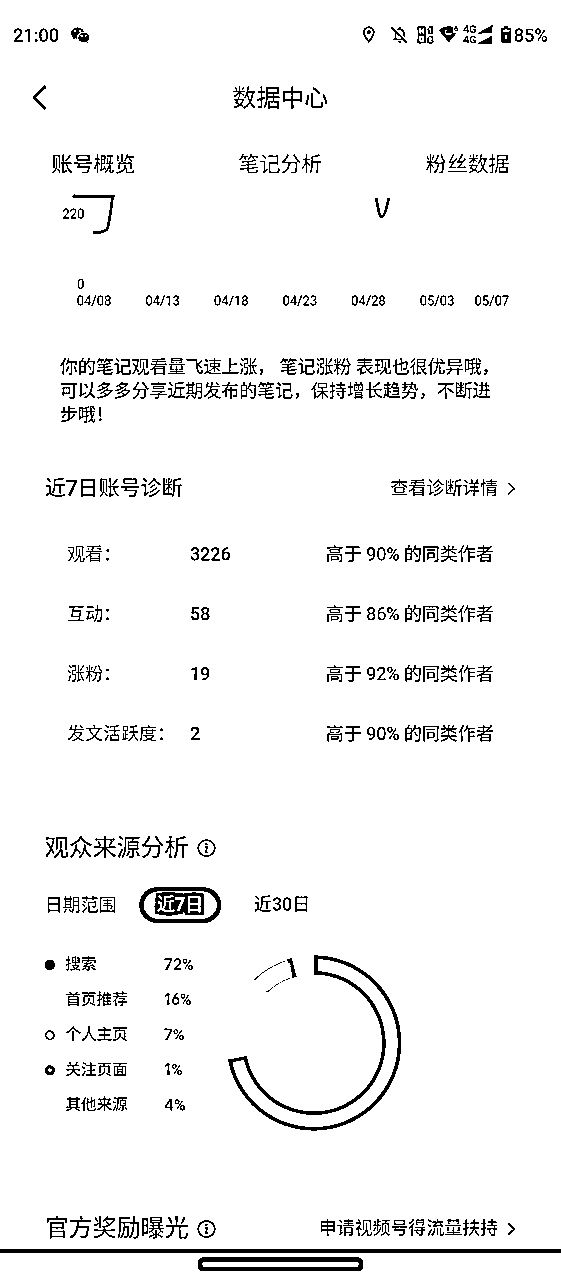 21:00 4G 4G 85%
数据中心
账号概览 笔记分析 粉丝数据
220
0
04/08 04/13 04/18 04/23 04/28 05/03 05/07
你的笔记观看量飞速上涨， 笔记涨粉 表现也很优异哦，
可以多多分享近期发布的笔记，保持增长趋势，不断进
步哦！
近7日账号诊断 查看诊断详情
观看： 3226 高于 90% 的同类作者
互动： 58 高于 86% 的同类作者
涨粉： 19 高于 92% 的同类作者
发文活跃度： 2 高于 90% 的同类作者
观众来源分析
日期范围 近7日 近30日
搜索 72%
首页推荐 16%
个人主页 7%
关注页面 1%
其他来源 4%
官方奖励曝光 申请视频号得流量扶持